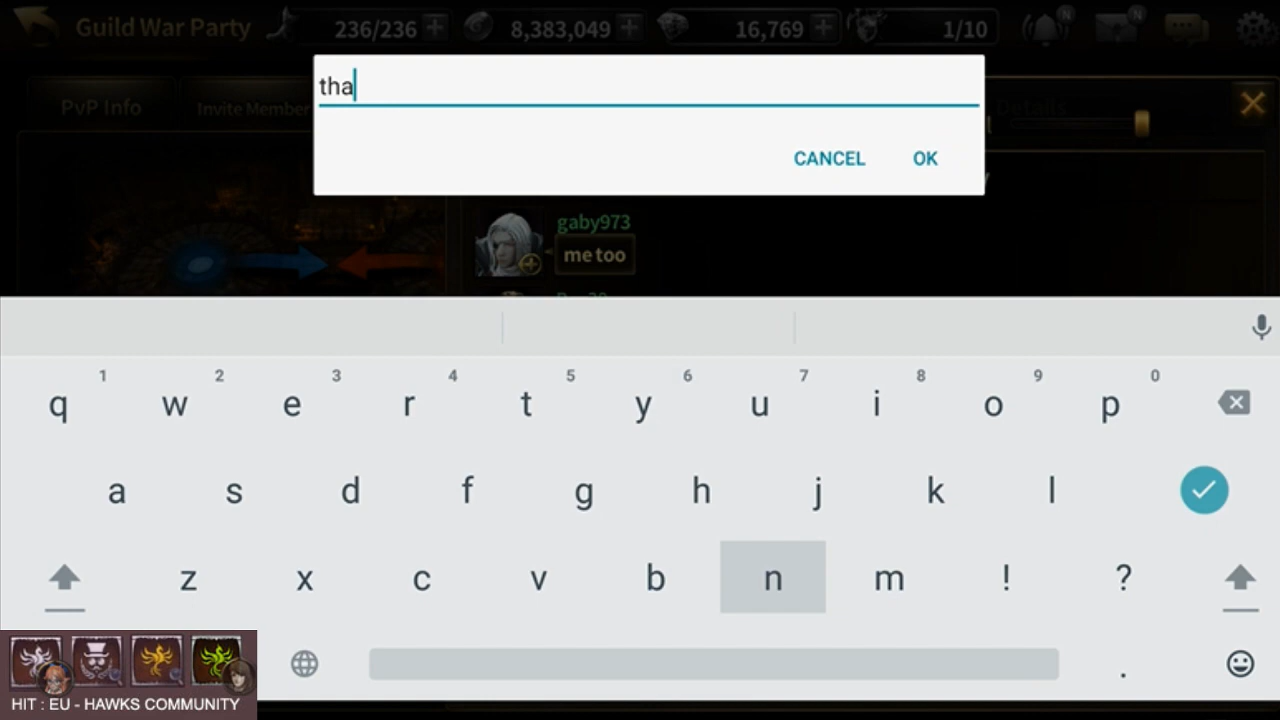 Guild War Party 236/236 + 8,383,049 + 16,769 + 1/10 N N
tha
PvP Info Invite Member Details
CANCEL OK
gaby973
me too
1 2 3 4 5 6 7 8 9 0
q w e r t y u i o p
a s d f g h j k l
z x c v b n m ! ?
.
HIT : EU - HAWKS COMMUNITY